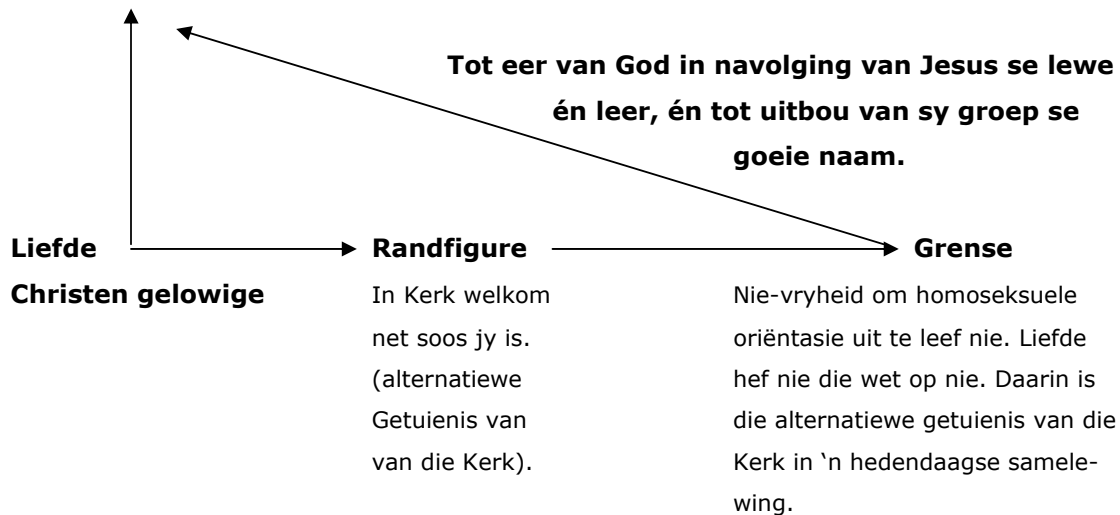 Tot eer van God in navolging van Jesus se lewe
én leer, én tot uitbou van sy groep se
goeie naam.
Liefde
Christen gelowige
Randfigure
In Kerk welkom
net soos jy is.
(alternatiewe
Getuienis van
van die Kerk).
Grense
Nie-vryheid om homoseksuele
oriëntasie uit te leef nie. Liefde
hef nie die wet op nie. Daarin is
die alternatiewe getuienis van die
Kerk in ‘n hedendaagse samele-
wing.